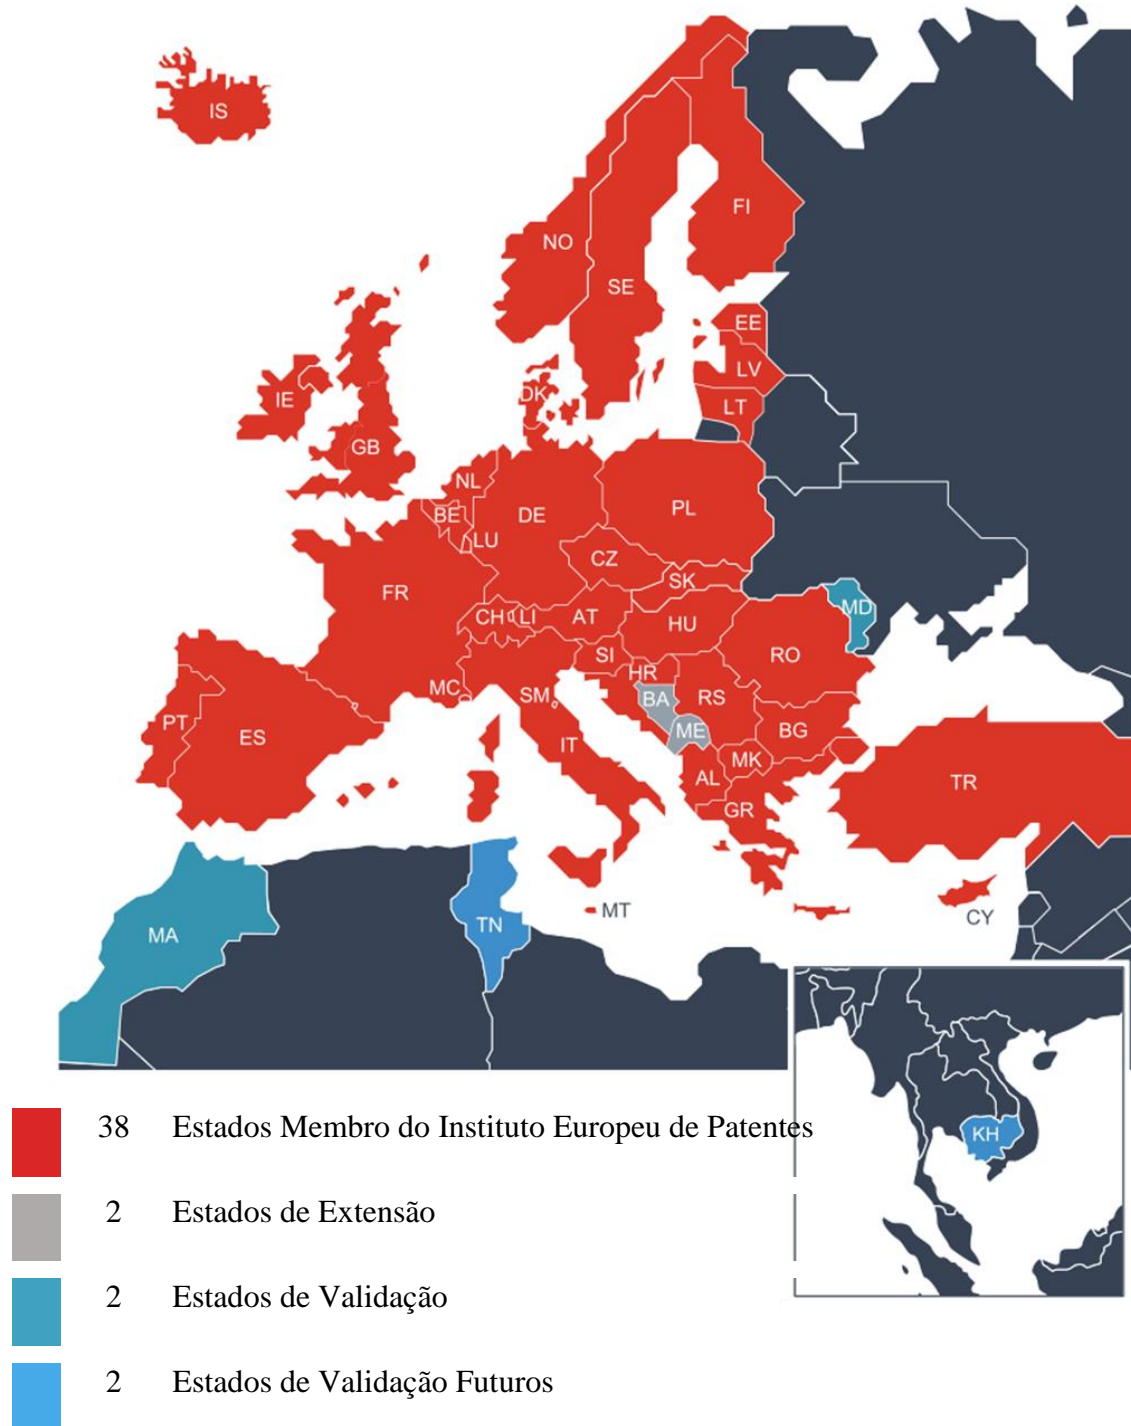 IS
FI
NO
SE
EE
LV
DK
LT
IE
GB
NL
PL
BE
DE
LU
CZ
SK
FR
MD
CH
LI
AT
HU
SI
RO
HR
MC
SM
BA
RS
PT
ME
BG
ES
IT
MK
AL
TR
GR
MT
CY
TN
MA
KH
38 Estados Membro do Instituto Europeu de Patentes
2 Estados de Extensão
2 Estados de Validação
2 Estados de Validação Futuros